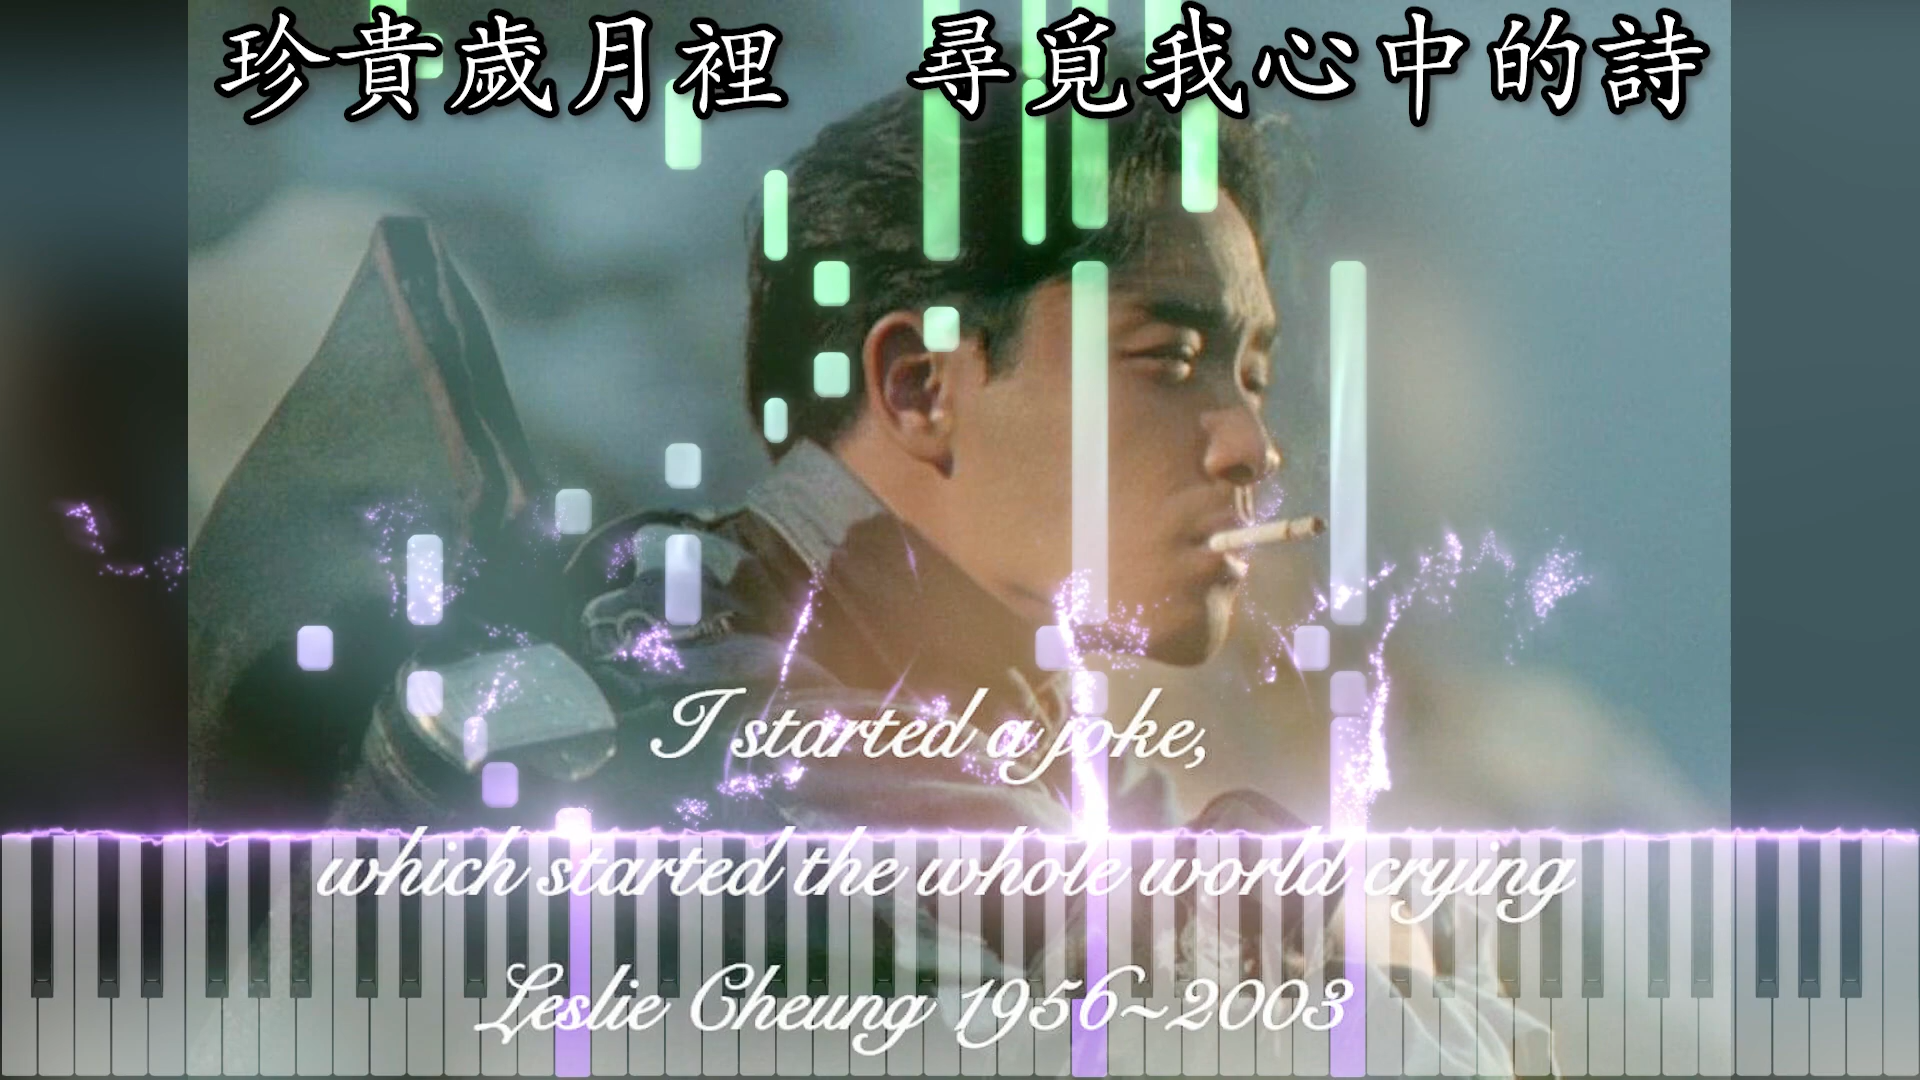 珍貴歲月裡　尋覓我心中的詩
I started a joke,
which started the whole world crying
Leslie Cheung 1956~2003